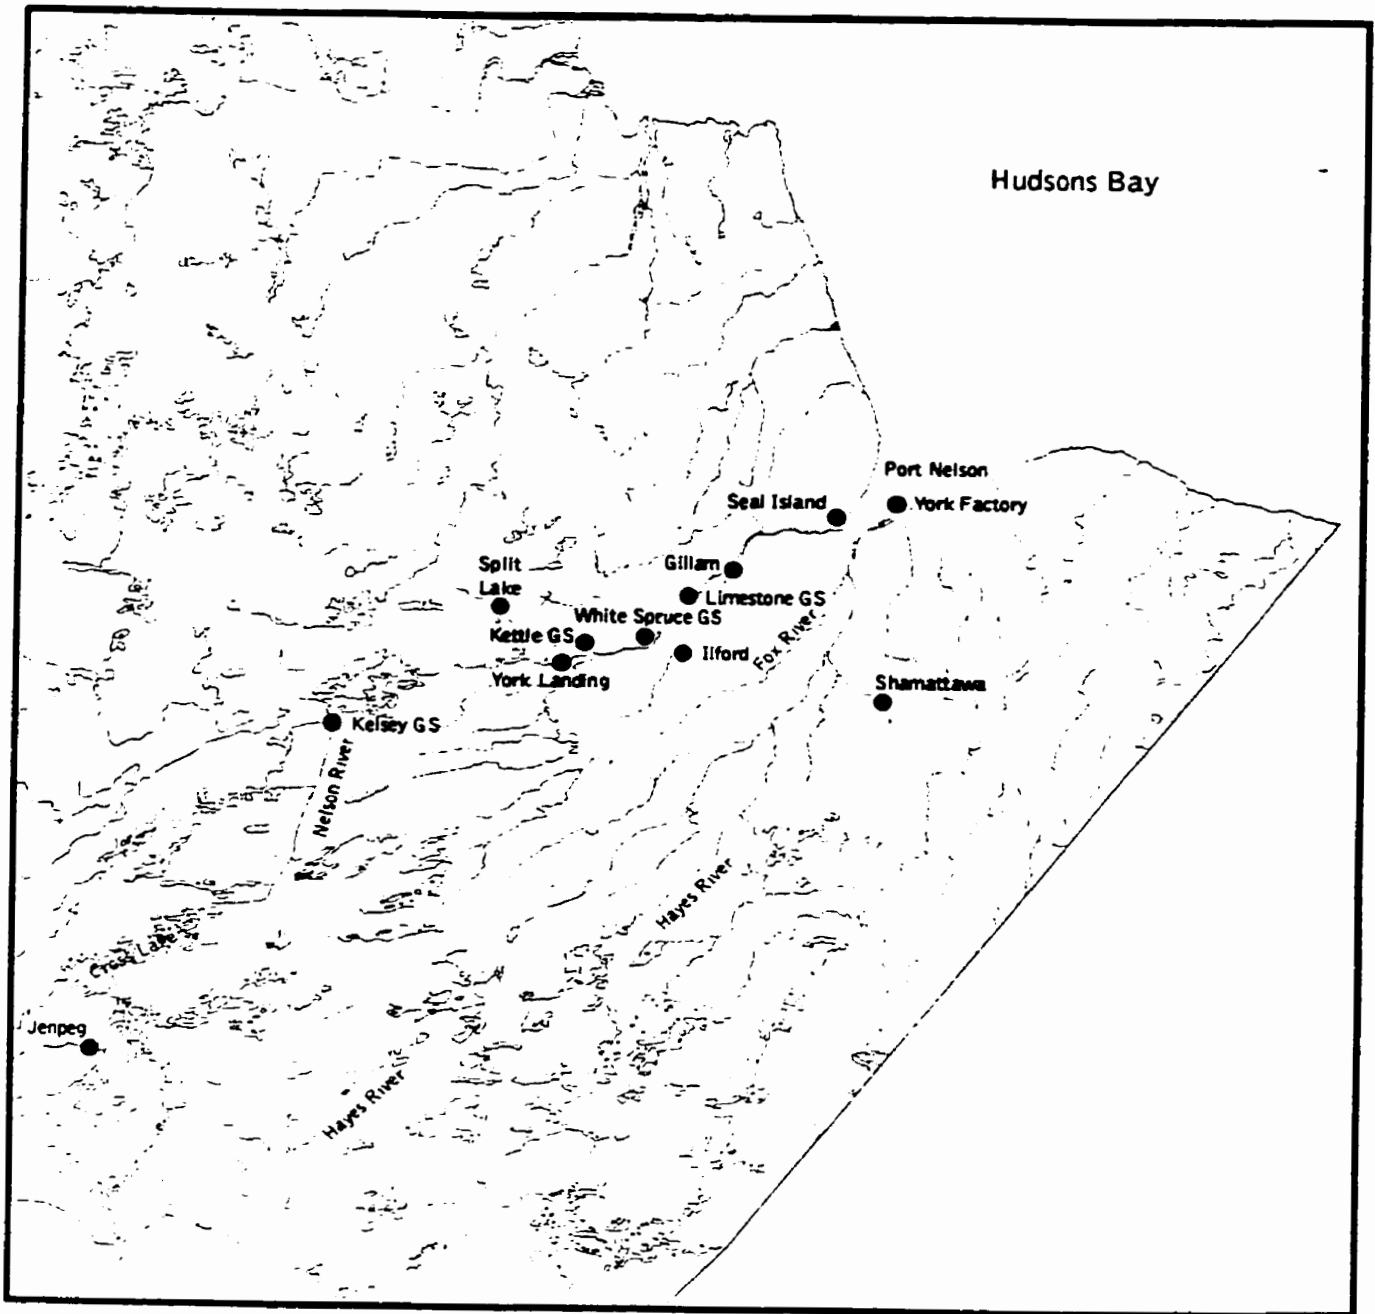 Hudsons Bay
Port Nelson
Seal Island
York Factory
Split
Lake
Gillam
Limestone GS
White Spruce GS
Kettle GS
Ilford
Fox River
York Landing
Shamattawa
Kelsey GS
Nelson River
Hayes River
Cross Lake
Jenpeg
Hayes River